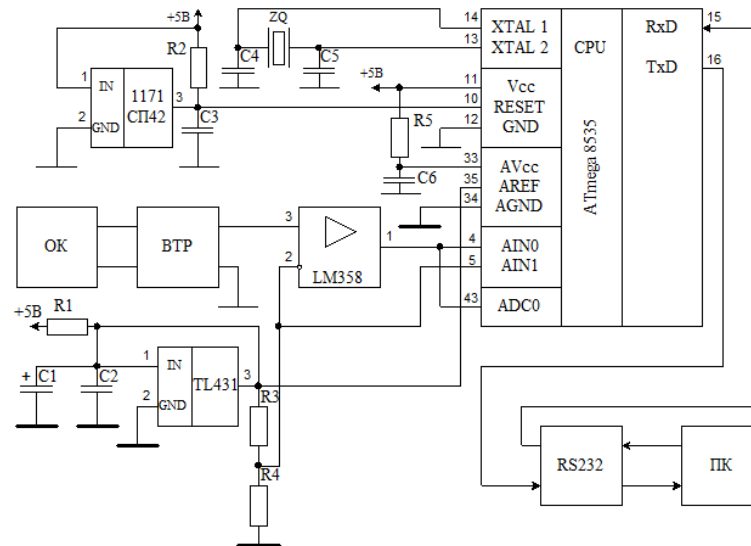 +5В
R2
1
IN
1171
СП42
3
2
GND
C3
ZQ
C4
C5
+5В
R5
C6
14
XTAL 1
13
XTAL 2
CPU
RxD
15
TxD
16
11
Vcc
10
RESET
12
GND
ATmega 8535
33
AVcc
35
AREF
34
AGND
4
AIN0
5
AIN1
43
ADC0
ОК
ВТР
3
2
1
LM358
+5В
R1
C1
+
C2
1
IN
TL431
3
2
GND
R3
R4
RS232
ПК